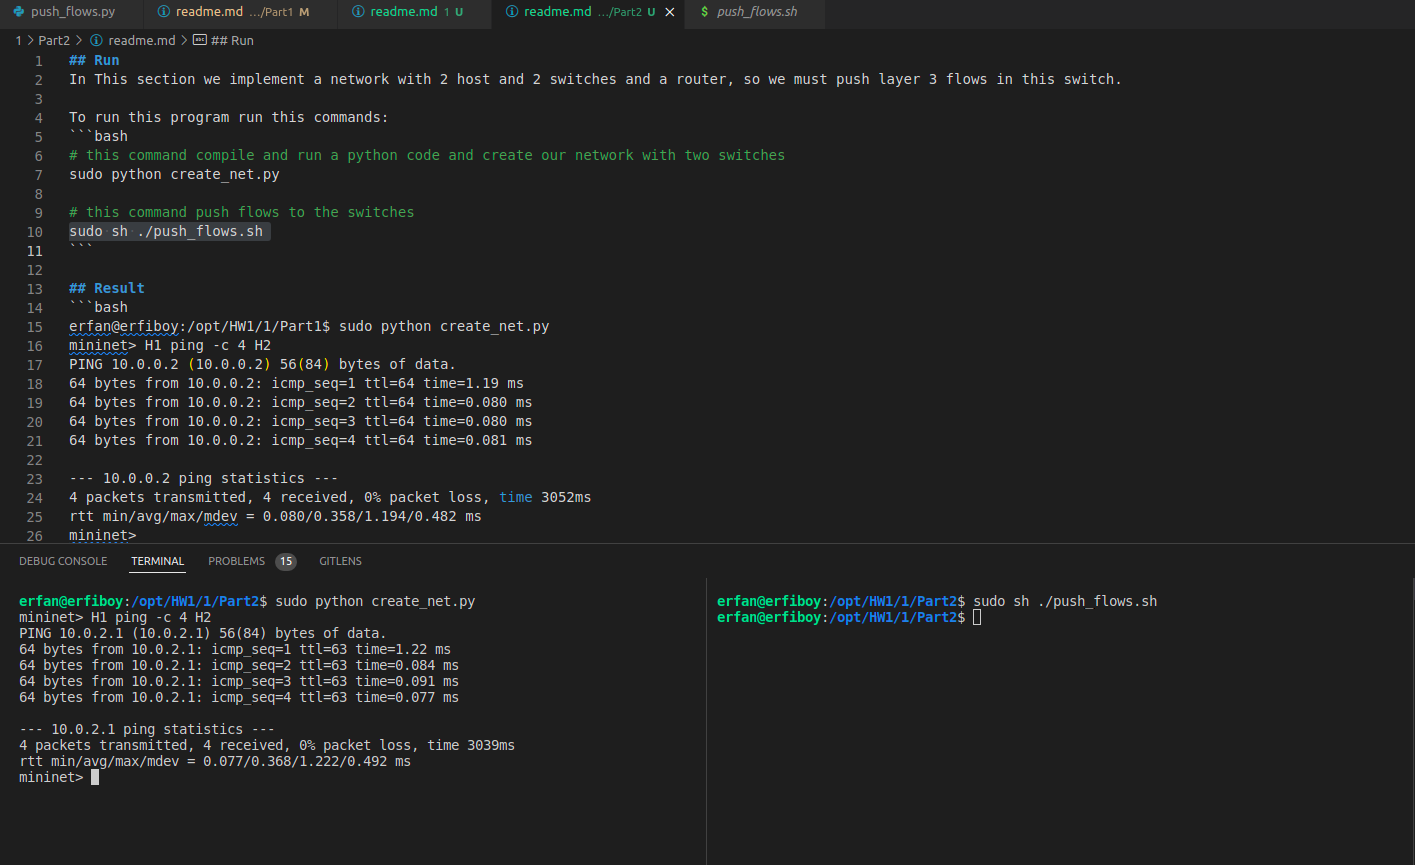 push_flows.py readme.md .../Part1 M readme.md 1 U readme.md .../Part2 U push_flows.sh
1 > Part2 > readme.md > ## Run
1 ## Run
2 In This section we implement a network with 2 host and 2 switches and a router, so we must push layer 3 flows in this switch.
3
4 To run this program run this commands:
5 ```bash
6 # this command compile and run a python code and create our network with two switches
7 sudo python create_net.py
8
9 # this command push flows to the switches
10 sudo sh ./push_flows.sh
11 ```
12
13 ## Result
14 ```bash
15 erfan@erfiboy:/opt/HW1/1/Part1$ sudo python create_net.py
16 mininet> H1 ping -c 4 H2
17 PING 10.0.0.2 (10.0.0.2) 56(84) bytes of data.
18 64 bytes from 10.0.0.2: icmp_seq=1 ttl=64 time=1.19 ms
19 64 bytes from 10.0.0.2: icmp_seq=2 ttl=64 time=0.080 ms
20 64 bytes from 10.0.0.2: icmp_seq=3 ttl=64 time=0.080 ms
21 64 bytes from 10.0.0.2: icmp_seq=4 ttl=64 time=0.081 ms
22
23 --- 10.0.0.2 ping statistics ---
24 4 packets transmitted, 4 received, 0% packet loss, time 3052ms
25 rtt min/avg/max/mdev = 0.080/0.358/1.194/0.482 ms
26 mininet>
DEBUG CONSOLE TERMINAL PROBLEMS 15 GITLENS
erfan@erfiboy:/opt/HW1/1/Part2$ sudo python create_net.py
mininet> H1 ping -c 4 H2
PING 10.0.2.1 (10.0.2.1) 56(84) bytes of data.
64 bytes from 10.0.2.1: icmp_seq=1 ttl=63 time=1.22 ms
64 bytes from 10.0.2.1: icmp_seq=2 ttl=63 time=0.084 ms
64 bytes from 10.0.2.1: icmp_seq=3 ttl=63 time=0.091 ms
64 bytes from 10.0.2.1: icmp_seq=4 ttl=63 time=0.077 ms
--- 10.0.2.1 ping statistics ---
4 packets transmitted, 4 received, 0% packet loss, time 3039ms
rtt min/avg/max/mdev = 0.077/0.368/1.222/0.492 ms
mininet>
erfan@erfiboy:/opt/HW1/1/Part2$ sudo sh ./push_flows.sh
erfan@erfiboy:/opt/HW1/1/Part2$